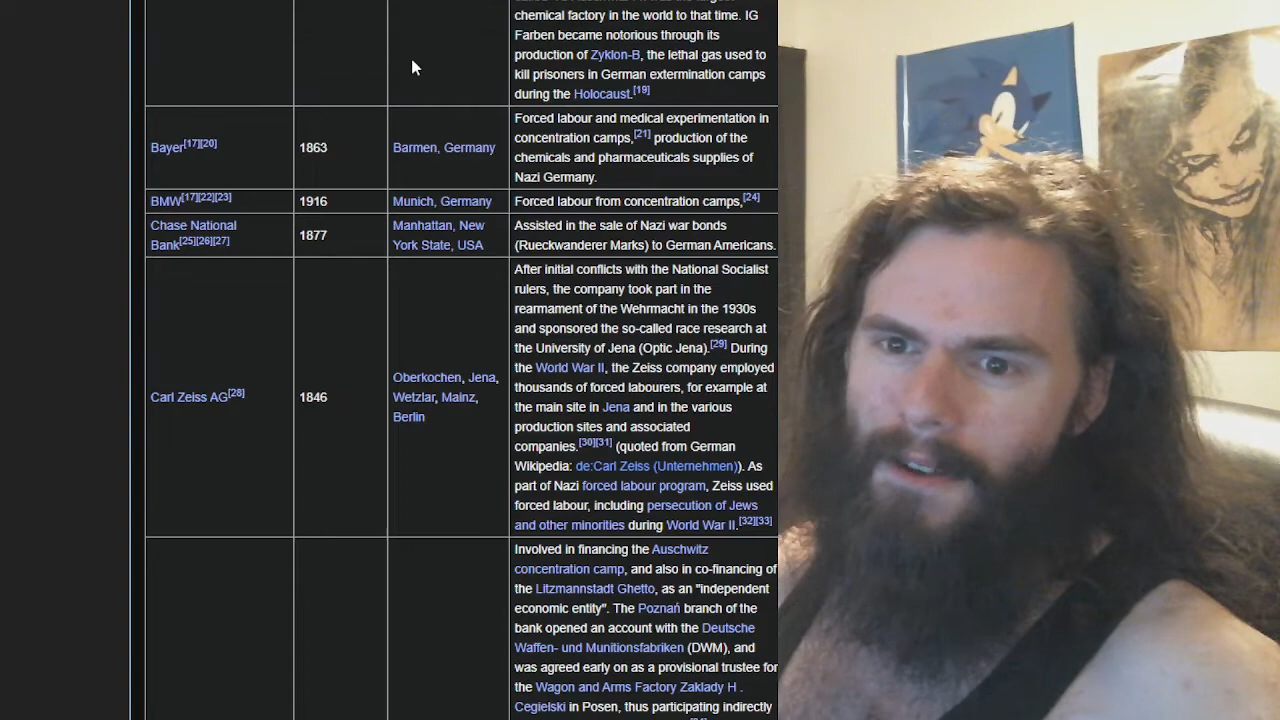 chemical factory in the world to that time. IG
Farben became notorious through its
production of Zyklon-B, the lethal gas used to
kill prisoners in German extermination camps
during the Holocaust.[19]
Bayer[17][20]
1863
Barmen, Germany
Forced labour and medical experimentation in
concentration camps,[21] production of the
chemicals and pharmaceuticals supplies of
Nazi Germany.
BMW[17][22][23]
1916
Munich, Germany
Forced labour from concentration camps,[24]
Chase National
Bank[25][26][27]
1877
Manhattan, New
York State, USA
Assisted in the sale of Nazi war bonds
(Rueckwanderer Marks) to German Americans.
Carl Zeiss AG[28]
1846
Oberkochen, Jena,
Wetzlar, Mainz,
Berlin
After initial conflicts with the National Socialist
rulers, the company took part in the
rearmament of the Wehrmacht in the 1930s
and sponsored the so-called race research at
the University of Jena (Optic Jena).[29] During
the World War II, the Zeiss company employed
thousands of forced labourers, for example at
the main site in Jena and in the various
production sites and associated
companies.[30][31] (quoted from German
Wikipedia: de:Carl Zeiss (Unternehmen)). As
part of Nazi forced labour program, Zeiss used
forced labour, including persecution of Jews
and other minorities during World War II.[32][33]
Involved in financing the Auschwitz
concentration camp, and also in co-financing of
the Litzmannstadt Ghetto, as an "independent
economic entity". The Poznań branch of the
bank opened an account with the Deutsche
Waffen- und Munitionsfabriken (DWM), and
was agreed early on as a provisional trustee for
the Wagon and Arms Factory Zaklady H .
Cegielski in Posen, thus participating indirectly